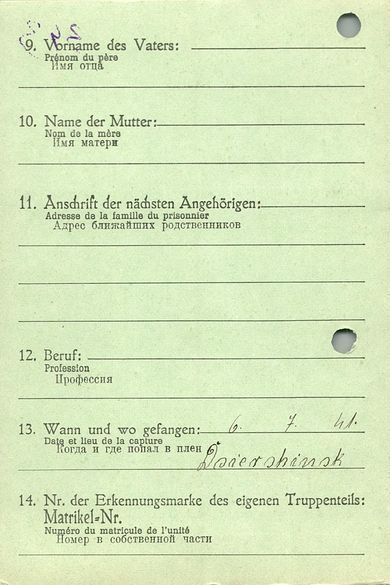 9. Vorname des Vaters:
Prénom du père
Имя отца
10. Name der Mutter:
Nom de la mère
Имя матери
11. Anschrift der nächsten Angehörigen:
Adresse de la famille du prisonnier
Адрес ближайших родственников
12. Beruf:
Profession
Профессия
13. Wann und wo gefangen: 6. 7. 41.
Date et lieu de la capture
Когда и где попал в плен Dsiershinsk
14. Nr. der Erkennungsmarke des eigenen Truppenteils:
Matrikel=Nr.
Numéro du matricule de l'unité
Номер в собственной части